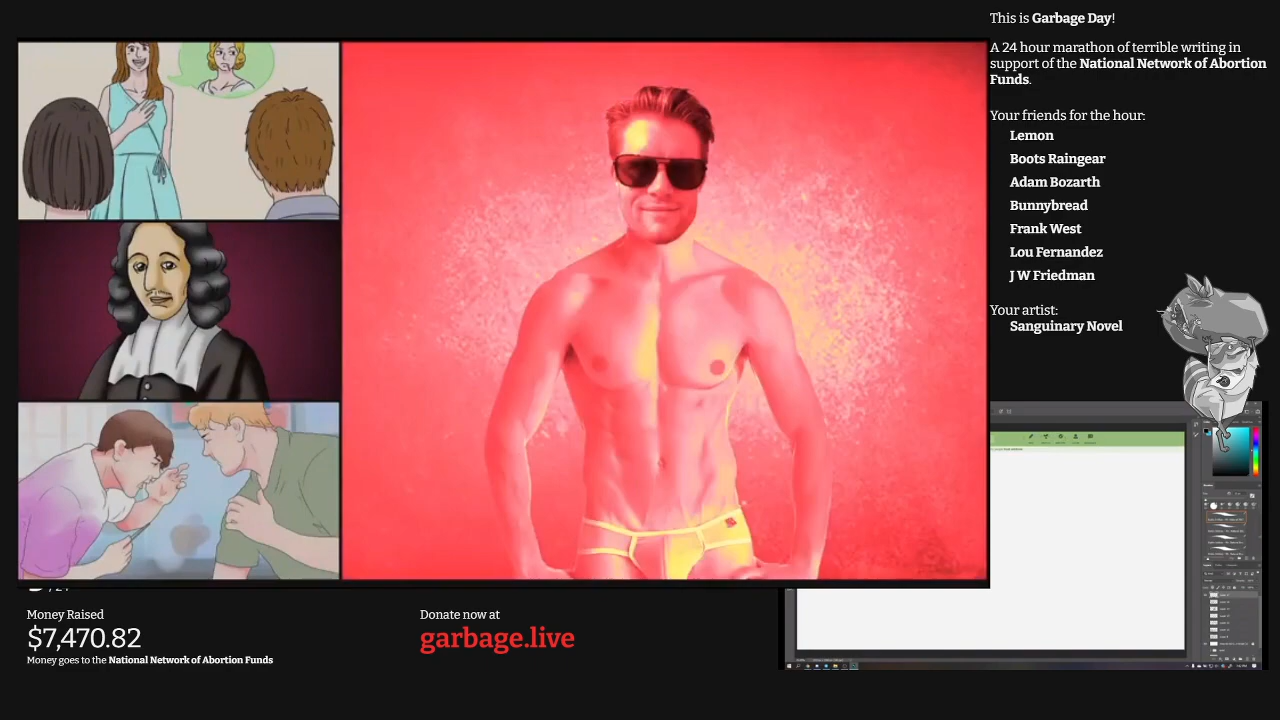 This is Garbage Day!
A 24 hour marathon of terrible writing in
support of the National Network of Abortion
Funds.
Your friends for the hour:
Lemon
Boots Raingear
Adam Bozarth
Bunnybread
Frank West
Lou Fernandez
J W Friedman
Your artist:
Sanguinary Novel
Money Raised
$7,470.82
Money goes to the National Network of Abortion Funds
Donate now at
garbage.live